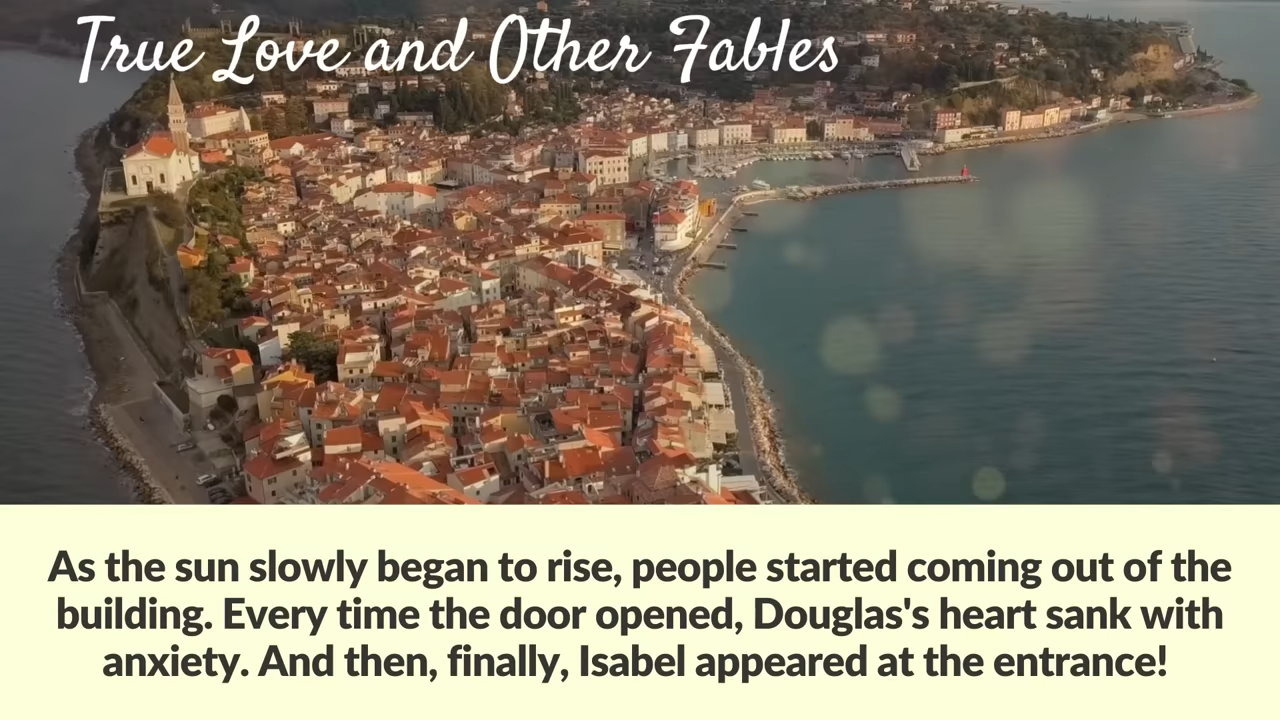 True Love and Other Fables
As the sun slowly began to rise, people started coming out of the
building. Every time the door opened, Douglas's heart sank with
anxiety. And then, finally, Isabel appeared at the entrance!